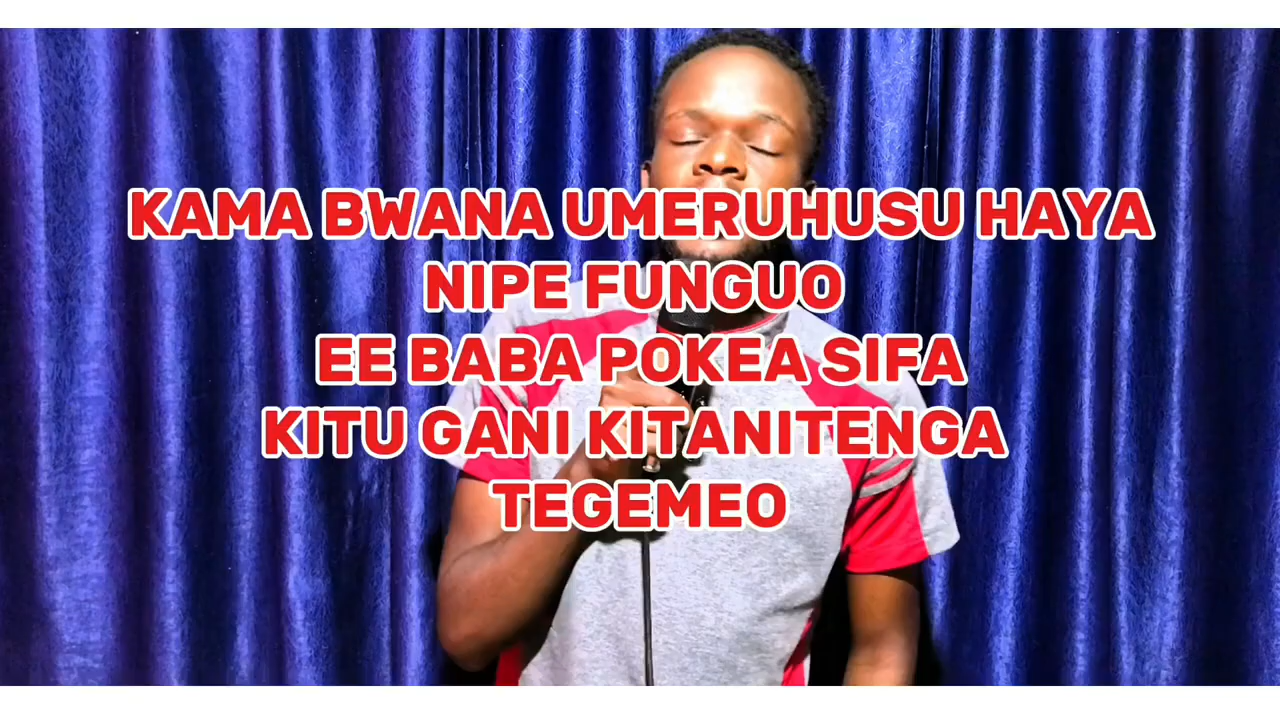 KAMA BWANA UMERUHUSU HAYA
NIPE FUNGUO
EE BABA POKEA SIFA
KITU GANI KITANITENGA
TEGEMEO